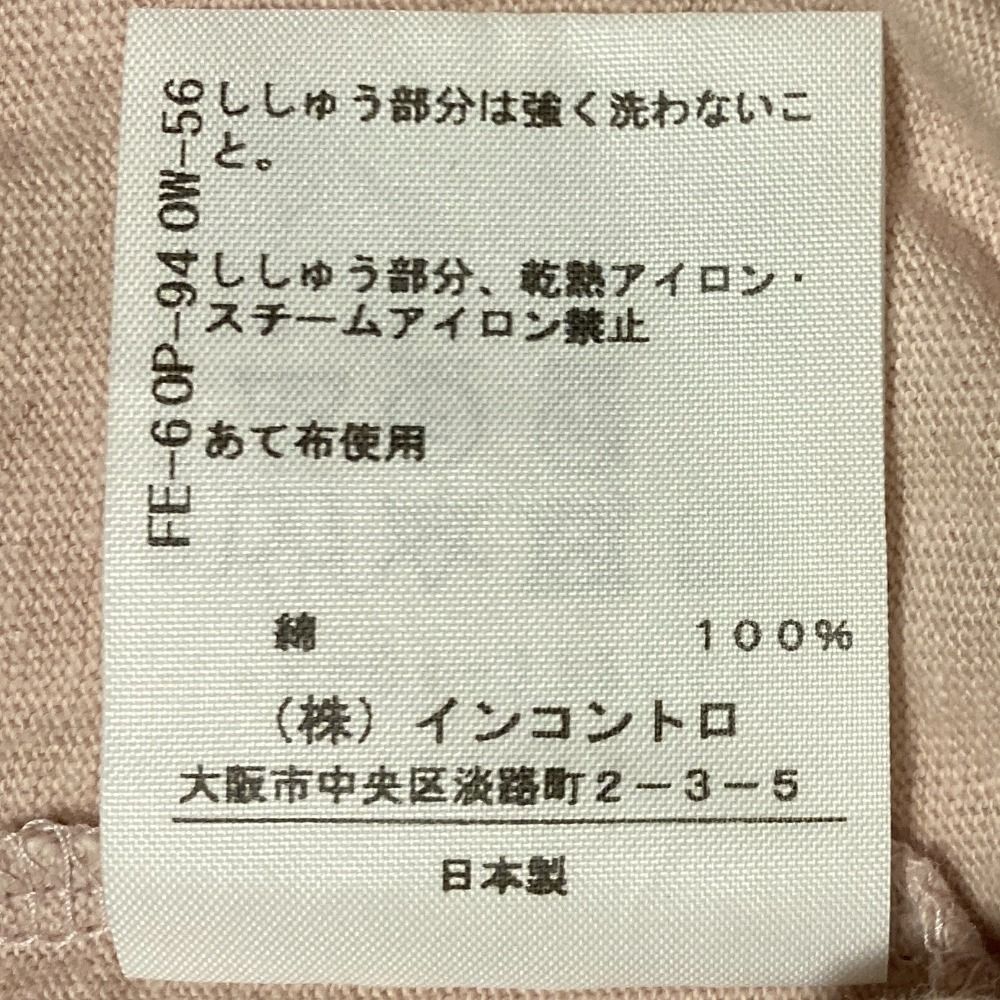 ししゅう部分は強く洗わないこ
と。
ししゅう部分、乾熱アイロン・
スチームアイロン禁止
あて布使用
FE-6 OP-94 OW-56
綿 100%
(株) インコントロ
大阪市中央区淡路町2-3-5
日本製